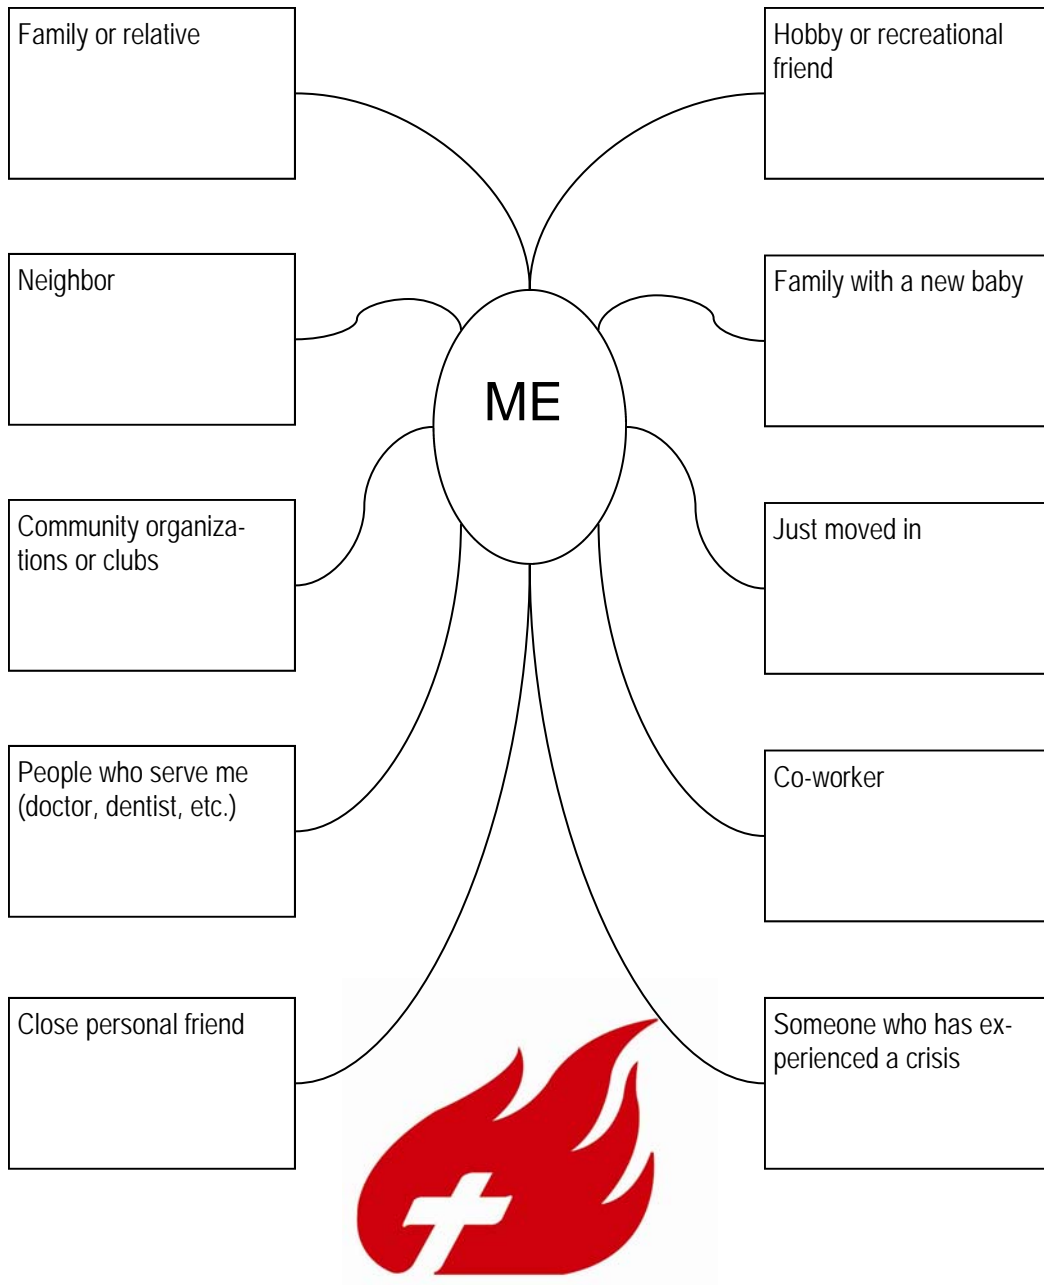 Family or relative
Hobby or recreational
friend
Neighbor
Family with a new baby
ME
Community organiza-
tions or clubs
Just moved in
People who serve me
(doctor, dentist, etc.)
Co-worker
Close personal friend
Someone who has ex-
perienced a crisis